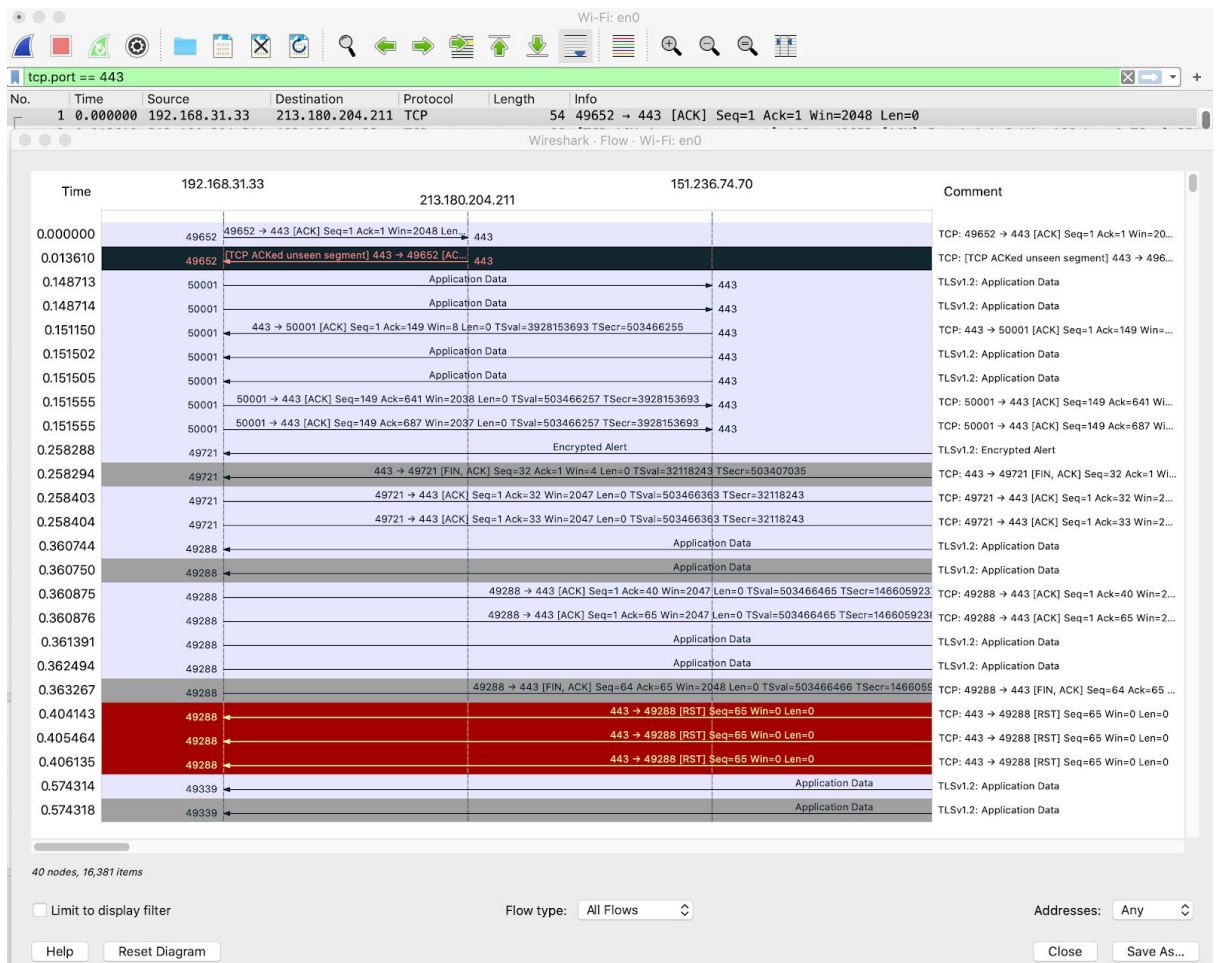 Wi-Fi: en0
tcp.port == 443
No. Time Source Destination Protocol Length Info
1 0.000000 192.168.31.33 213.180.204.211 TCP 54 49652 → 443 [ACK] Seq=1 Ack=1 Win=2048 Len=0
Wireshark · Flow · Wi-Fi: en0
Time 192.168.31.33 213.180.204.211 151.236.74.70 Comment
0.000000 49652 49652 → 443 [ACK] Seq=1 Ack=1 Win=2048 Len... 443 TCP: 49652 → 443 [ACK] Seq=1 Ack=1 Win=20...
0.013610 49652 [TCP ACKed unseen segment] 443 → 49652 [AC... 443 TCP: [TCP ACKed unseen segment] 443 → 496...
0.148713 50001 Application Data 443 TLSv1.2: Application Data
0.148714 50001 Application Data 443 TLSv1.2: Application Data
0.151150 50001 443 → 50001 [ACK] Seq=1 Ack=149 Win=8 Len=0 TSval=3928153693 TSecr=503466255 443 TCP: 443 → 50001 [ACK] Seq=1 Ack=149 Win=...
0.151502 50001 Application Data 443 TLSv1.2: Application Data
0.151505 50001 Application Data 443 TLSv1.2: Application Data
0.151555 50001 50001 → 443 [ACK] Seq=149 Ack=641 Win=2038 Len=0 TSval=503466257 TSecr=3928153693 443 TCP: 50001 → 443 [ACK] Seq=149 Ack=641 Wi...
0.151555 50001 50001 → 443 [ACK] Seq=149 Ack=687 Win=2037 Len=0 TSval=503466257 TSecr=3928153693 443 TCP: 50001 → 443 [ACK] Seq=149 Ack=687 Wi...
0.258288 49721 Encrypted Alert TLSv1.2: Encrypted Alert
0.258294 49721 443 → 49721 [FIN, ACK] Seq=32 Ack=1 Win=4 Len=0 TSval=32118243 TSecr=503407035 TCP: 443 → 49721 [FIN, ACK] Seq=32 Ack=1 Wi...
0.258403 49721 49721 → 443 [ACK] Seq=1 Ack=32 Win=2047 Len=0 TSval=503466363 TSecr=32118243 TCP: 49721 → 443 [ACK] Seq=1 Ack=32 Win=2...
0.258404 49721 49721 → 443 [ACK] Seq=1 Ack=33 Win=2047 Len=0 TSval=503466363 TSecr=32118243 TCP: 49721 → 443 [ACK] Seq=1 Ack=33 Win=2...
0.360744 49288 Application Data TLSv1.2: Application Data
0.360750 49288 Application Data TLSv1.2: Application Data
0.360875 49288 49288 → 443 [ACK] Seq=1 Ack=40 Win=2047 Len=0 TSval=503466465 TSecr=1466059237 TCP: 49288 → 443 [ACK] Seq=1 Ack=40 Win=2...
0.360876 49288 49288 → 443 [ACK] Seq=1 Ack=65 Win=2047 Len=0 TSval=503466465 TSecr=1466059238 TCP: 49288 → 443 [ACK] Seq=1 Ack=65 Win=2...
0.361391 49288 Application Data TLSv1.2: Application Data
0.362494 49288 Application Data TLSv1.2: Application Data
0.363267 49288 49288 → 443 [FIN, ACK] Seq=64 Ack=65 Win=2048 Len=0 TSval=503466466 TSecr=1466059 TCP: 49288 → 443 [FIN, ACK] Seq=64 Ack=65 ...
0.404143 49288 443 → 49288 [RST] Seq=65 Win=0 Len=0 TCP: 443 → 49288 [RST] Seq=65 Win=0 Len=0
0.405464 49288 443 → 49288 [RST] Seq=65 Win=0 Len=0 TCP: 443 → 49288 [RST] Seq=65 Win=0 Len=0
0.406135 49288 443 → 49288 [RST] Seq=65 Win=0 Len=0 TCP: 443 → 49288 [RST] Seq=65 Win=0 Len=0
0.574314 49339 Application Data TLSv1.2: Application Data
0.574318 49339 Application Data TLSv1.2: Application Data
40 nodes, 16,381 items
Limit to display filter Flow type: All Flows Addresses: Any
Help Reset Diagram Close Save As...